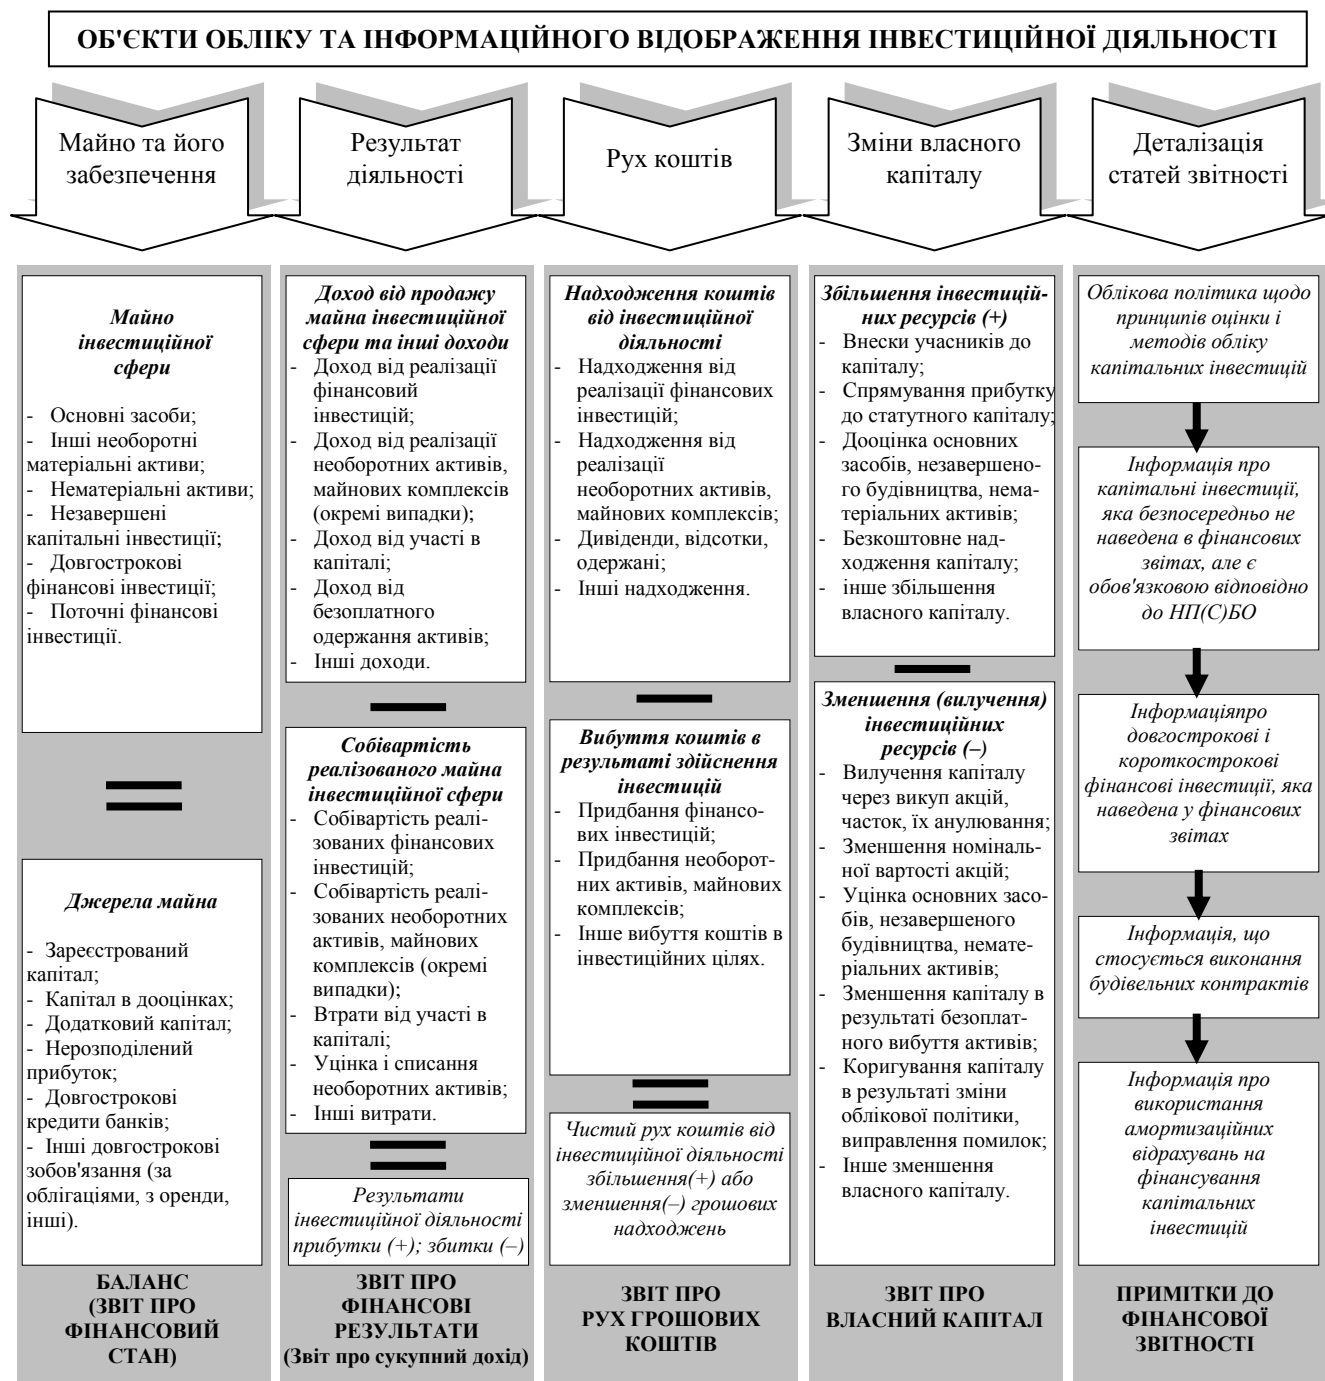 ОБ'ЄКТИ ОБЛІКУ ТА ІНФОРМАЦІЙНОГО ВІДОБРАЖЕННЯ ІНВЕСТИЦІЙНОЇ ДІЯЛЬНОСТІ
Майно та його
забезпечення
Результат
діяльності
Рух коштів
Зміни власного
капіталу
Деталізація
статей звітності
Майно
інвестиційної
сфери
- Основні засоби;
- Інші необоротні
матеріальні активи;
- Нематеріальні активи;
- Незавершені
капітальні інвестиції;
- Довгострокові
фінансові інвестиції;
- Поточні фінансові
інвестиції.
Джерела майна
- Зареєстрований
капітал;
- Капітал в дооцінках;
- Додатковий капітал;
- Нерозподілений
прибуток;
- Довгострокові
кредити банків;
- Інші довгострокові
зобов'язання (за
облігаціями, з оренди,
інші).
БАЛАНС
(ЗВІТ ПРО
ФІНАНСОВИЙ
СТАН)
Доход від продажу
майна інвестиційної
сфери та інші доходи
- Доход від реалізації
фінансовий
інвестицій;
- Доход від реалізації
необоротних активів,
майнових комплексів
(окремі випадки);
- Доход від участі в
капіталі;
- Доход від
безоплатного
одержання активів;
- Інші доходи.
Собівартість
реалізованого майна
інвестиційної сфери
- Собівартість реалі-
зованих фінансових
інвестицій;
- Собівартість реалі-
зованих необоротних
активів, майнових
комплексів (окремі
випадки);
- Втрати від участі в
капіталі;
- Уцінка і списання
необоротних активів;
- Інші витрати.
Результати
інвестиційної діяльності
прибутки (+); збитки (–)
ЗВІТ ПРО
ФІНАНСОВІ
РЕЗУЛЬТАТИ
(Звіт про сукупний дохід)
Надходження коштів
від інвестиційної
діяльності
- Надходження від
реалізації фінансових
інвестицій;
- Надходження від
реалізації
необоротних активів,
майнових комплексів;
- Дивіденди, відсотки,
одержані;
- Інші надходження.
Вибуття коштів в
результаті здійснення
інвестицій
- Придбання фінансо-
вих інвестицій;
- Придбання необорот-
них активів, майнових
комплексів;
- Інше вибуття коштів в
інвестиційних цілях.
Чистий рух коштів від
інвестиційної діяльності
збільшення(+) або
зменшення(–) грошових
надходжень
ЗВІТ ПРО
РУХ ГРОШОВИХ
КОШТІВ
Збільшення інвестицій-
них ресурсів (+)
- Внески учасників до
капіталу;
- Спрямування прибутку
до статутного капіталу;
- Дооцінка основних
засобів, незавершено-
го будівництва, нема-
теріальних активів;
- Безкоштовне над-
ходження капіталу;
- інше збільшення
власного капіталу.
Зменшення (вилучення)
інвестиційних
ресурсів (–)
- Вилучення капіталу
через викуп акцій,
часток, їх анулювання;
- Зменшення номіналь-
ної вартості акцій;
- Уцінка основних засо-
бів, незавершеного
будівництва, немате-
ріальних активів;
- Зменшення капіталу в
результаті безоплат-
ного вибуття активів;
- Коригування капіталу
в результаті зміни
облікової політики,
виправлення помилок;
- Інше зменшення
власного капіталу.
ЗВІТ ПРО
ВЛАСНИЙ КАПІТАЛ
Облікова політика щодо
принципів оцінки і
методів обліку
капітальних інвестицій
Інформація про
капітальні інвестиції,
яка безпосередньо не
наведена в фінансових
звітах, але є
обов'язковою відповідно
до НП(С)БО
Інформаціяпро
довгострокові і
короткострокові
фінансові інвестиції, яка
наведена у фінансових
звітах
Інформація, що
стосується виконання
будівельних контрактів
Інформація про
використання
амортизаційних
відрахувань на
фінансування
капітальних
інвестицій
ПРИМІТКИ ДО
ФІНАНСОВОЇ
ЗВІТНОСТІ